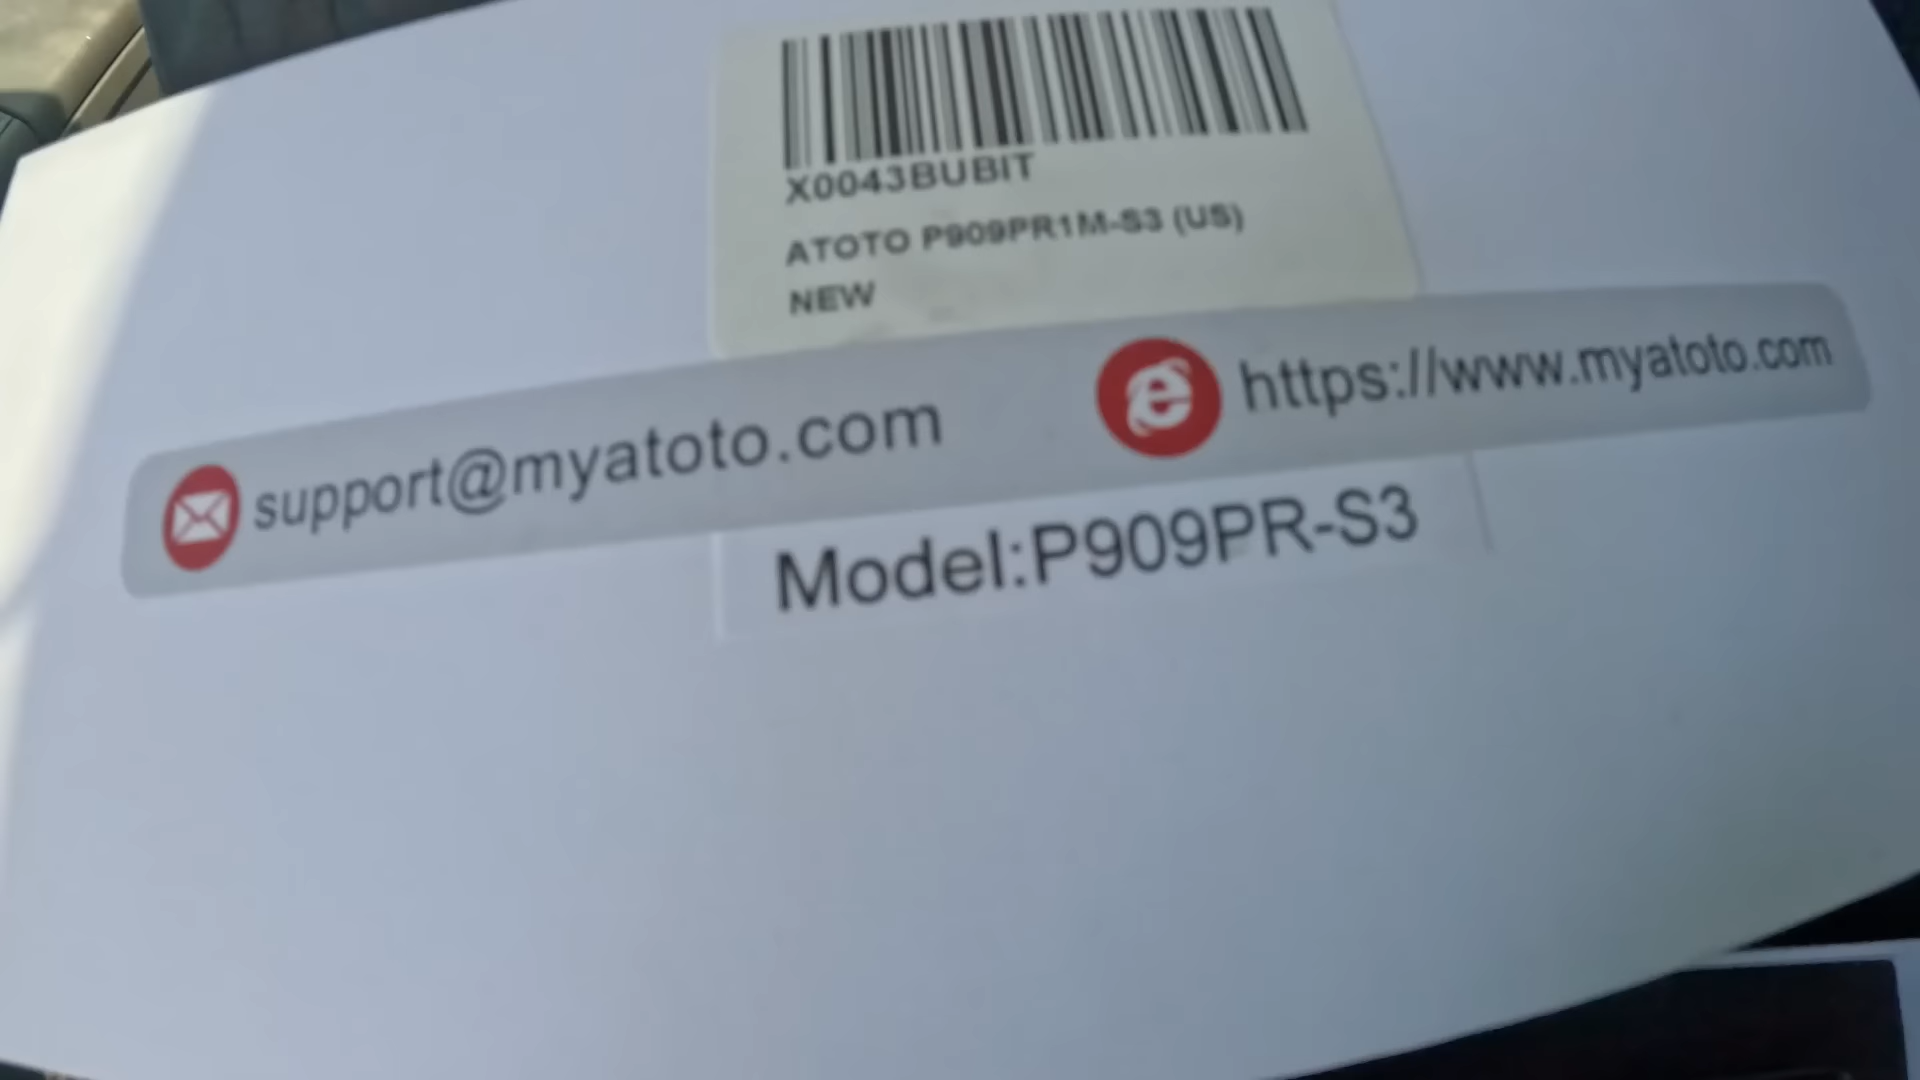 X0043BUBIT
ATOTO P909PR1M-S3 (US)
NEW
support@myatoto.com
https://www.myatoto.com
Model:P909PR-S3